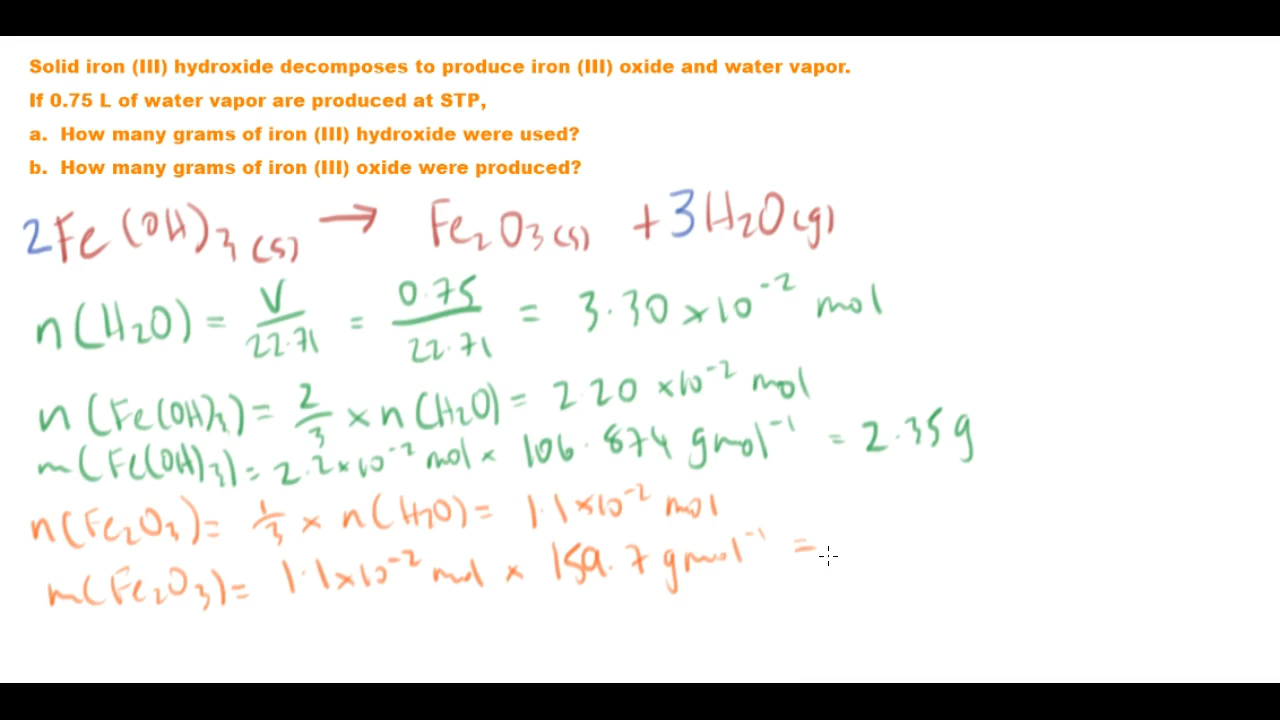 Solid iron (III) hydroxide decomposes to produce iron (III) oxide and water vapor.
If 0.75 L of water vapor are produced at STP,
a. How many grams of iron (III) hydroxide were used?
b. How many grams of iron (III) oxide were produced?
2Fe(OH)₃(s) → Fe₂O₃(s) + 3H₂O(g)
n(H₂O) = V/22.71 = 0.75/22.71 = 3.30 ×10⁻² mol
n(Fe(OH)₃) = 2/3 × n(H₂O) = 2.20 ×10⁻² mol
m(Fe(OH)₃) = 2.2×10⁻² mol × 106.874 gmol⁻¹ = 2.35g
n(Fe₂O₃) = 1/3 × n(H₂O) = 1.1×10⁻² mol
m(Fe₂O₃) = 1.1×10⁻² mol × 159.7 gmol⁻¹ =